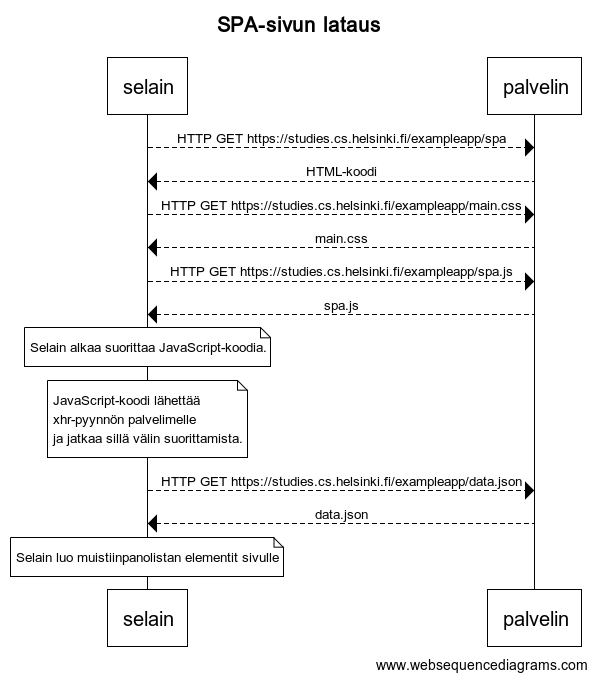 SPA-sivun lataus
selain
palvelin
HTTP GET https://studies.cs.helsinki.fi/exampleapp/spa
HTML-koodi
HTTP GET https://studies.cs.helsinki.fi/exampleapp/main.css
main.css
HTTP GET https://studies.cs.helsinki.fi/exampleapp/spa.js
spa.js
Selain alkaa suorittaa JavaScript-koodia.
JavaScript-koodi lähettää
xhr-pyynnön palvelimelle
ja jatkaa sillä välin suorittamista.
HTTP GET https://studies.cs.helsinki.fi/exampleapp/data.json
data.json
Selain luo muistiinpanolistan elementit sivulle
selain
palvelin
www.websequencediagrams.com